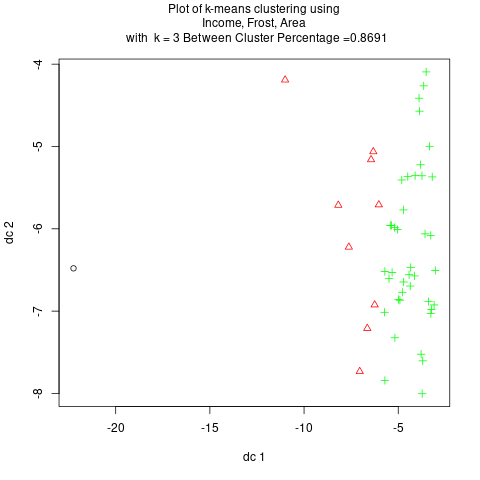 Plot of k-means clustering using
Income, Frost, Area
with k = 3 Between Cluster Percentage =0.8691
-4
-5
-6
-7
-8
dc 2
-20
-15
-10
-5
dc 1